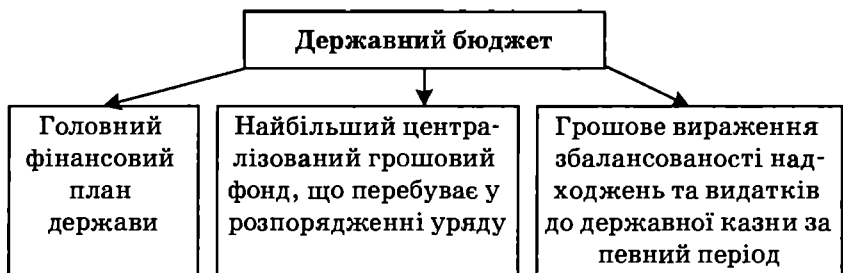 Державний бюджет
Головний
фінансовий
план
держави
Найбільший центра-
лізований грошовий
фонд, що перебуває у
розпорядженні уряду
Грошове вираження
збалансованості над-
ходжень та видатків
до державної казни за
певний період